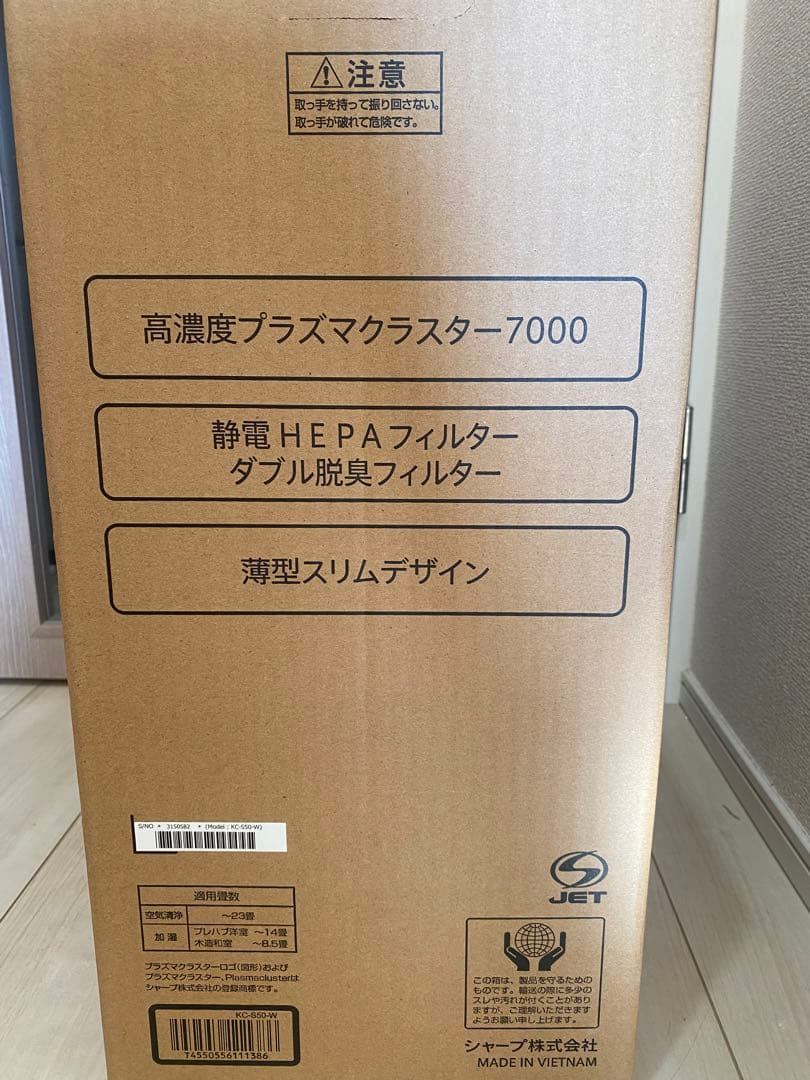 注意
取っ手を持って振り回さない。
取っ手が破れて危険です。
高濃度プラズマクラスター7000
静電HEPAフィルター
ダブル脱臭フィルター
薄型スリムデザイン
S/NO * 3150582 * (Model : KC-S50-W)
適用畳数
空気清浄 ~23畳
加湿 プレハブ洋室 ~14畳
木造和室 ~8.5畳
プラズマクラスターロゴ(図形)および
プラズマクラスター、Plasmaclusterは
シャープ株式会社の登録商標です。
KC-S50-W
T4550556111386
S
JET
この箱は、製品を守るための
ものです。輸送の際に多少の
スレや汚れが付くことがあり
ますが、ご理解いただきます
ようお願い申し上げます。
シャープ株式会社
MADE IN VIETNAM